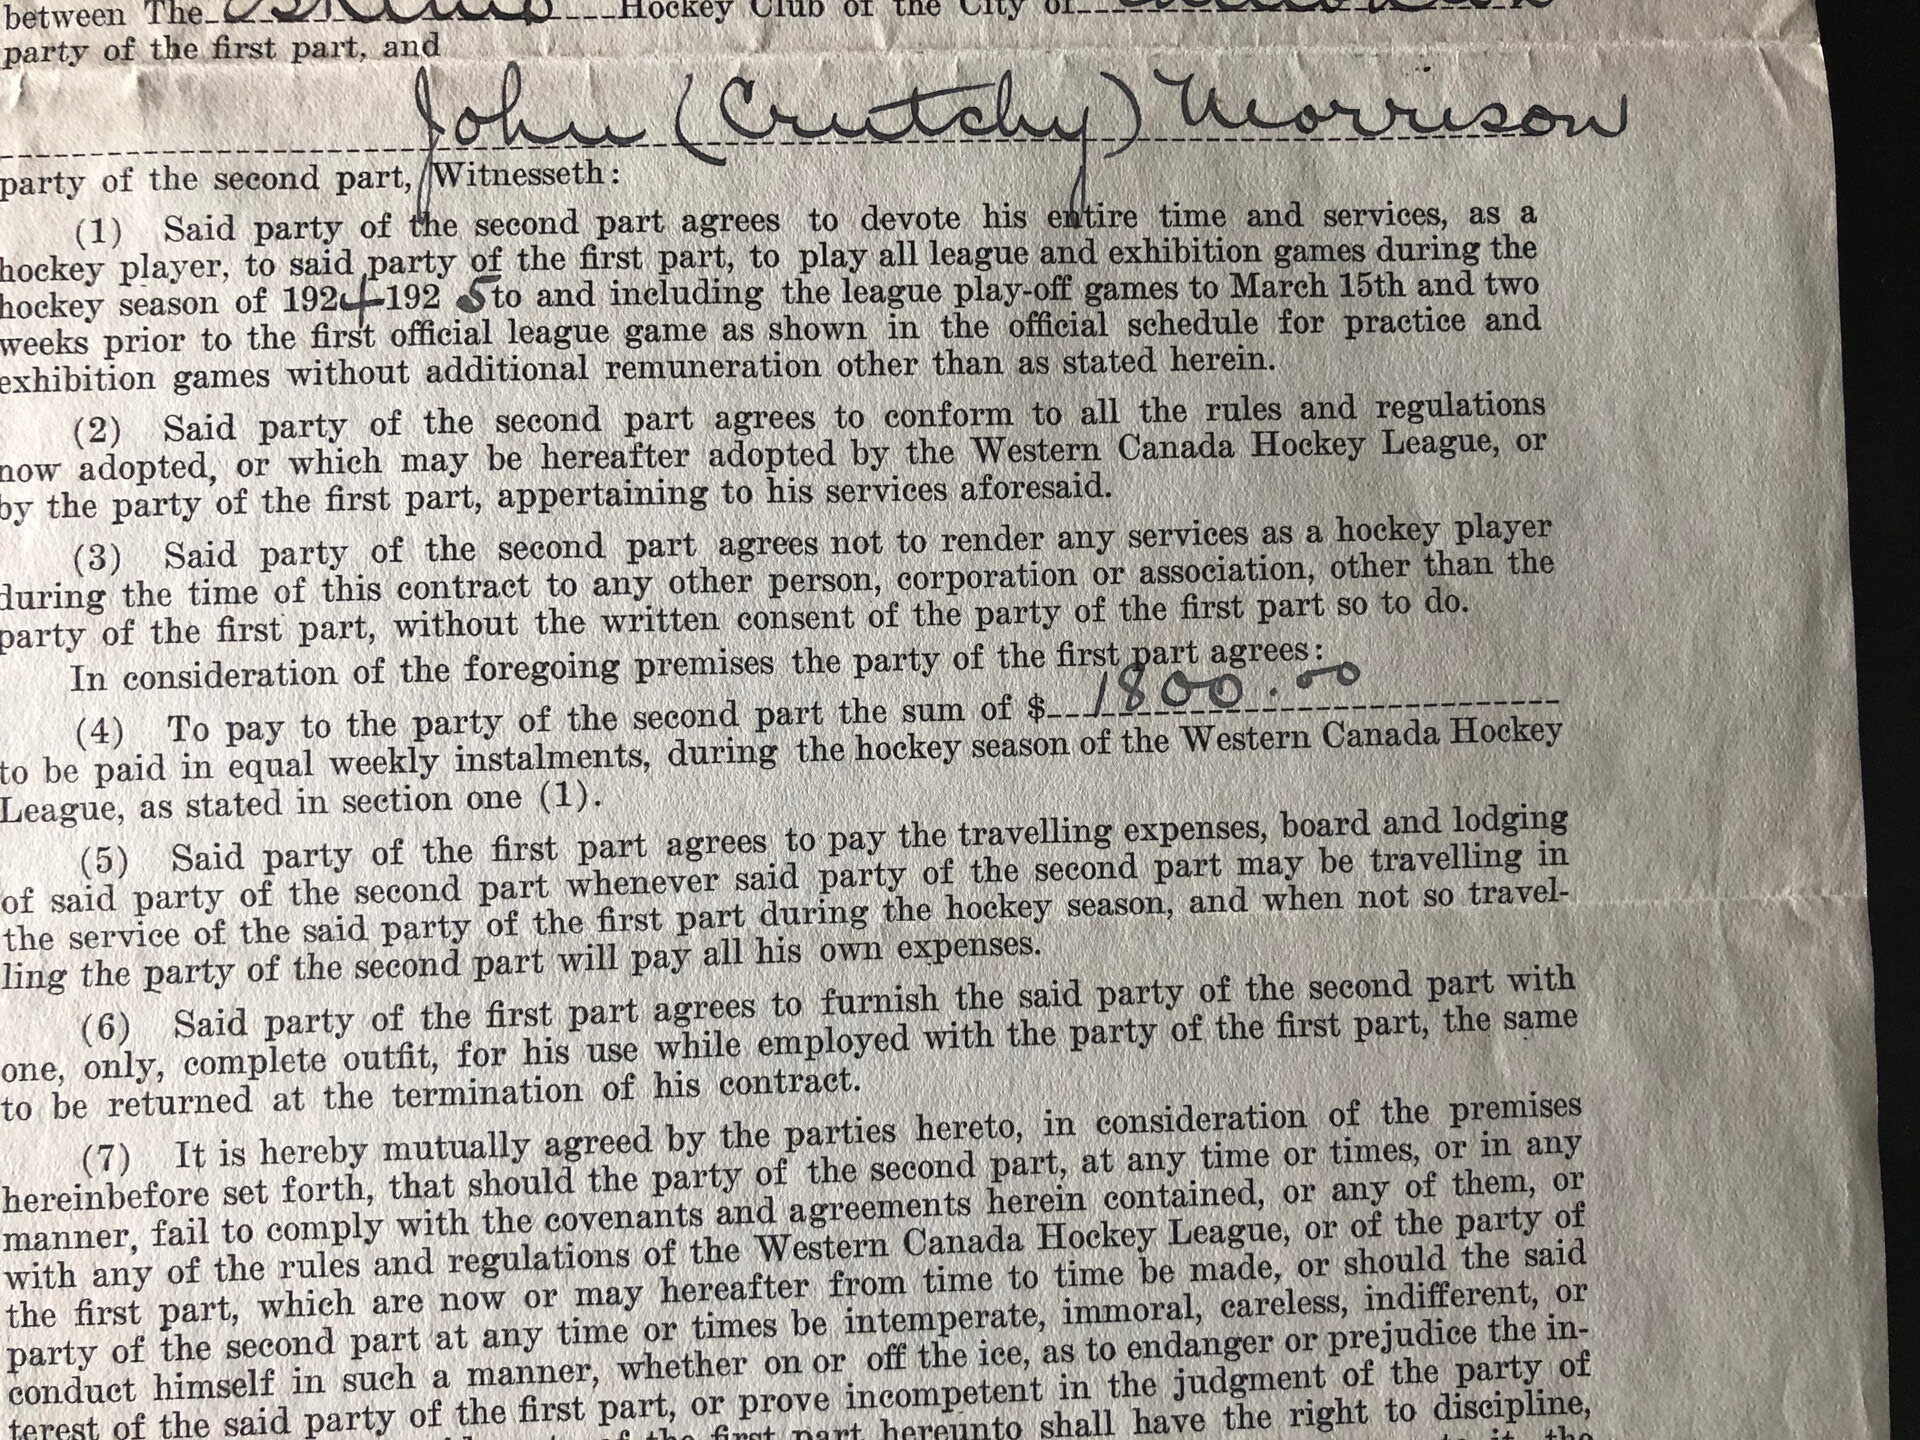 between The Eskimo Hockey Club of the City of
party of the first part, and
John (Crutchy) Morrison
party of the second part, Witnesseth:
(1) Said party of the second part agrees to devote his entire time and services, as a
hockey player, to said party of the first part, to play all league and exhibition games during the
hockey season of 1924-1925 to and including the league play-off games to March 15th and two
weeks prior to the first official league game as shown in the official schedule for practice and
exhibition games without additional remuneration other than as stated herein.
(2) Said party of the second part agrees to conform to all the rules and regulations
now adopted, or which may be hereafter adopted by the Western Canada Hockey League, or
by the party of the first part, appertaining to his services aforesaid.
(3) Said party of the second part agrees not to render any services as a hockey player
during the time of this contract to any other person, corporation or association, other than the
party of the first part, without the written consent of the party of the first part so to do.
In consideration of the foregoing premises the party of the first part agrees:
(4) To pay to the party of the second part the sum of $ 1800.00
to be paid in equal weekly instalments, during the hockey season of the Western Canada Hockey
League, as stated in section one (1).
(5) Said party of the first part agrees to pay the travelling expenses, board and lodging
of said party of the second part whenever said party of the second part may be travelling in
the service of the said party of the first part during the hockey season, and when not so travel-
ling the party of the second part will pay all his own expenses.
(6) Said party of the first part agrees to furnish the said party of the second part with
one, only, complete outfit, for his use while employed with the party of the first part, the same
to be returned at the termination of his contract.
(7) It is hereby mutually agreed by the parties hereto, in consideration of the premises
hereinbefore set forth, that should the party of the second part, at any time or times, or in any
manner, fail to comply with the covenants and agreements herein contained, or any of them, or
with any of the rules and regulations of the Western Canada Hockey League, or of the party of
the first part, which are now or may hereafter from time to time be made, or should the said
party of the second part at any time or times be intemperate, immoral, careless, indifferent, or
conduct himself in such a manner, whether on or off the ice, as to endanger or prejudice the in-
terest of the said party of the first part, or prove incompetent in the judgment of the party of
the first part hereunto shall have the right to discipline,